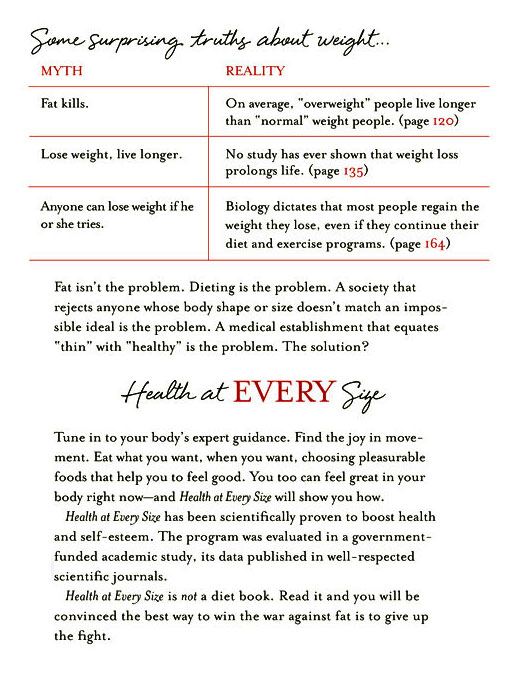 Some surprising truths about weight...
MYTH REALITY
Fat kills. On average, "overweight" people live longer
than "normal" weight people. (page 120)
Lose weight, live longer. No study has ever shown that weight loss
prolongs life. (page 135)
Anyone can lose weight if he Biology dictates that most people regain the
or she tries. weight they lose, even if they continue their
diet and exercise programs. (page 164)
Fat isn't the problem. Dieting is the problem. A society that
rejects anyone whose body shape or size doesn't match an impos-
sible ideal is the problem. A medical establishment that equates
"thin" with "healthy" is the problem. The solution?
Health at EVERY Size
Tune in to your body's expert guidance. Find the joy in move-
ment. Eat what you want, when you want, choosing pleasurable
foods that help you to feel good. You too can feel great in your
body right now—and Health at Every Size will show you how.
Health at Every Size has been scientifically proven to boost health
and self-esteem. The program was evaluated in a government-
funded academic study, its data published in well-respected
scientific journals.
Health at Every Size is not a diet book. Read it and you will be
convinced the best way to win the war against fat is to give up
the fight.